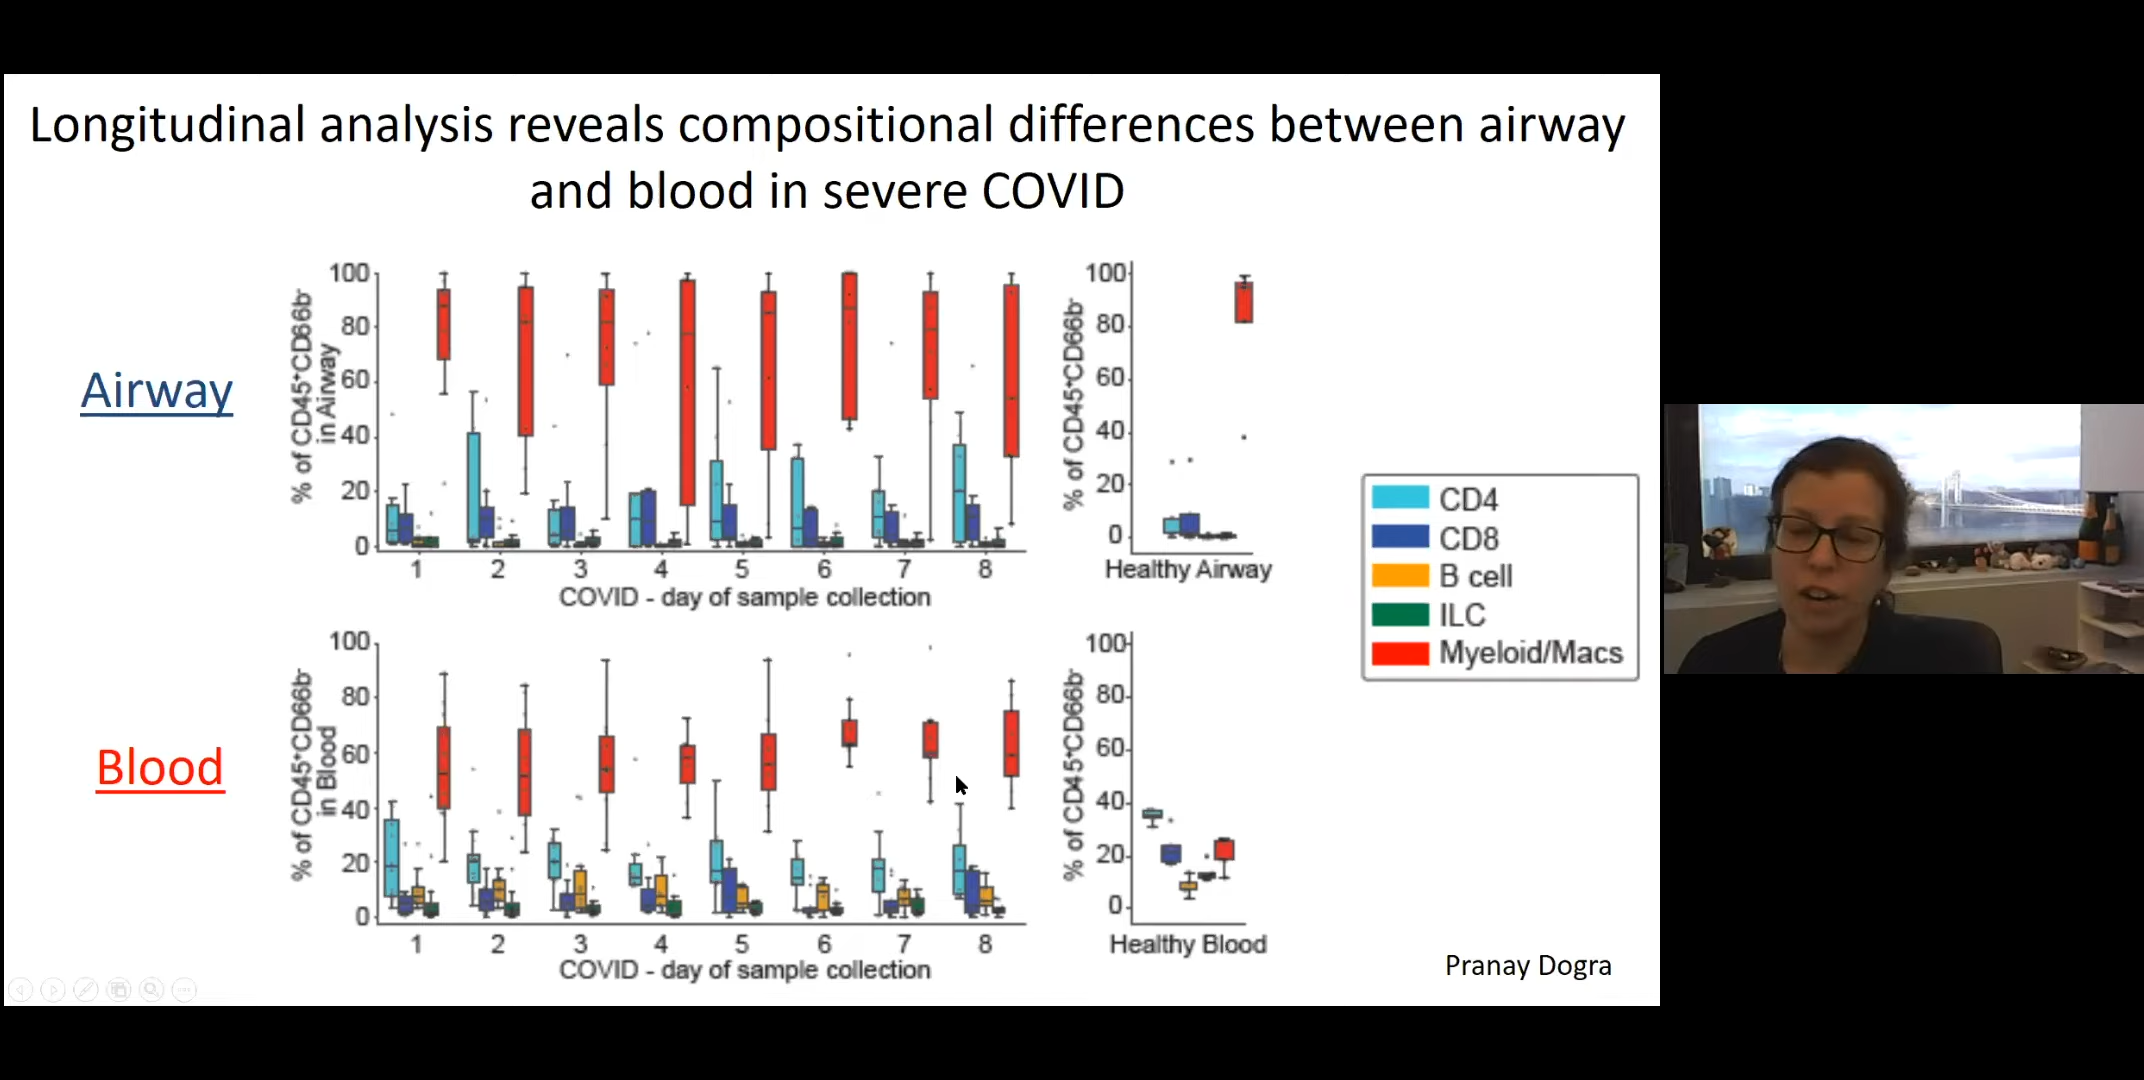 Longitudinal analysis reveals compositional differences between airway
and blood in severe COVID
Airway
% of CD45⁺CD66b⁻
in Airway
100
80
60
40
20
0
1 2 3 4 5 6 7 8
COVID - day of sample collection
% of CD45⁺CD66b⁻
100
80
60
40
20
0
Healthy Airway
CD4
CD8
B cell
ILC
Myeloid/Macs
Blood
% of CD45⁺CD66b⁻
in Blood
100
80
60
40
20
0
1 2 3 4 5 6 7 8
COVID - day of sample collection
% of CD45⁺CD66b⁻
100
80
60
40
20
0
Healthy Blood
Pranay Dogra